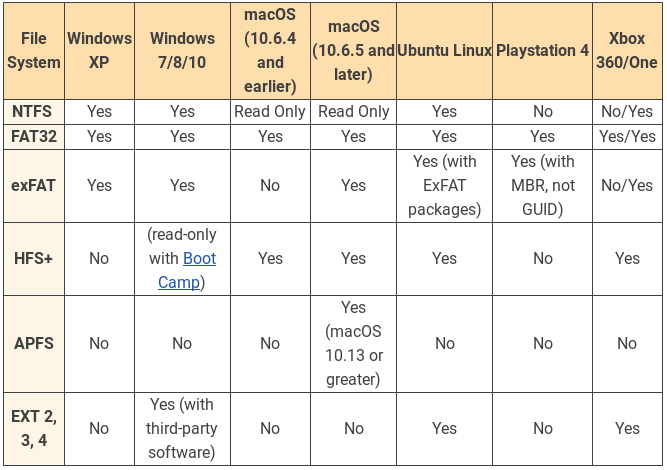 File System | Windows XP | Windows 7/8/10 | macOS (10.6.4 and earlier) | macOS (10.6.5 and later) | Ubuntu Linux | Playstation 4 | Xbox 360/One
NTFS | Yes | Yes | Read Only | Read Only | Yes | No | No/Yes
FAT32 | Yes | Yes | Yes | Yes | Yes | Yes | Yes/Yes
exFAT | Yes | Yes | No | Yes | Yes (with ExFAT packages) | Yes (with MBR, not GUID) | No/Yes
HFS+ | No | (read-only with Boot Camp) | Yes | Yes | Yes | No | Yes
APFS | No | No | No | Yes (macOS 10.13 or greater) | No | No | No
EXT 2, 3, 4 | No | Yes (with third-party software) | No | No | Yes | No | Yes